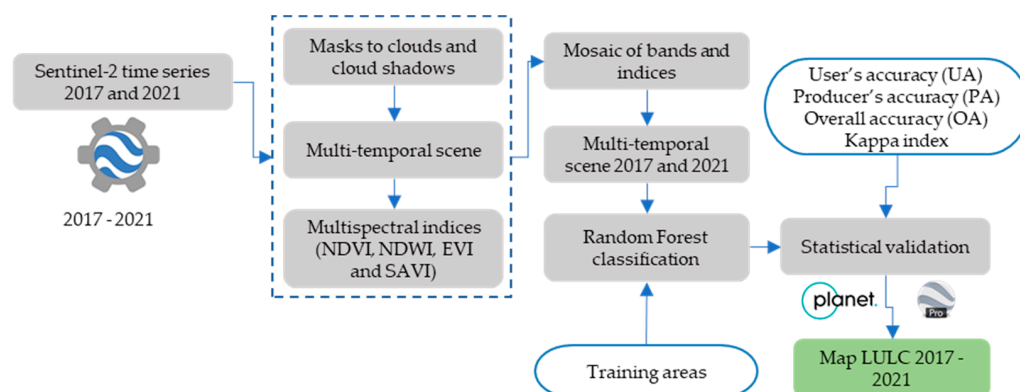 Sentinel-2 time series
2017 and 2021
2017 - 2021
Masks to clouds and
cloud shadows
Multi-temporal scene
Multispectral indices
(NDVI, NDWI, EVI
and SAVI)
Mosaic of bands and
indices
Multi-temporal
scene 2017 and 2021
Random Forest
classification
Training areas
User's accuracy (UA)
Producer's accuracy (PA)
Overall accuracy (OA)
Kappa index
Statistical validation
planet.
Pro
Map LULC 2017 -
2021